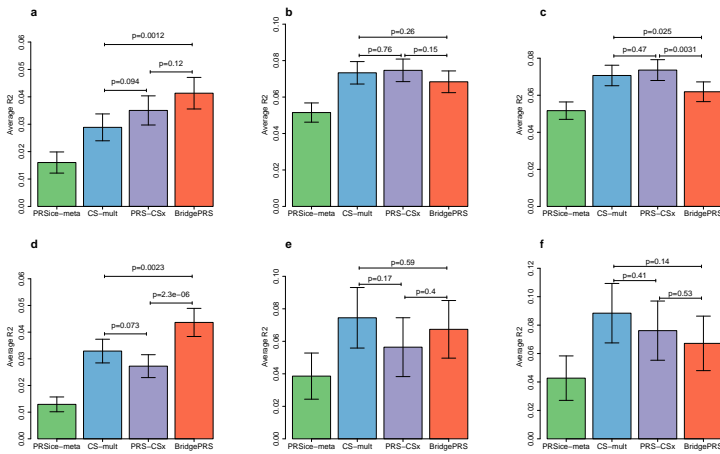 a
p=0.0012
p=0.12
p=0.094
Average R2
0.00 0.01 0.02 0.03 0.04 0.05 0.06
PRSice−meta CS−mult PRS−CSx BridgePRS
b
p=0.26
p=0.76 p=0.15
Average R2
0.00 0.02 0.04 0.06 0.08 0.10
PRSice−meta CS−mult PRS−CSx BridgePRS
c
p=0.025
p=0.47 p=0.0031
Average R2
0.00 0.02 0.04 0.06 0.08
PRSice−meta CS−mult PRS−CSx BridgePRS
d
p=0.0023
p=2.3e−06
p=0.073
Average R2
0.00 0.01 0.02 0.03 0.04 0.05 0.06
PRSice−meta CS−mult PRS−CSx BridgePRS
e
p=0.59
p=0.17
p=0.4
Average R2
0.00 0.02 0.04 0.06 0.08 0.10
PRSice−meta CS−mult PRS−CSx BridgePRS
f
p=0.14
p=0.41
p=0.53
Average R2
0.00 0.02 0.04 0.06 0.08 0.10 0.12
PRSice−meta CS−mult PRS−CSx BridgePRS